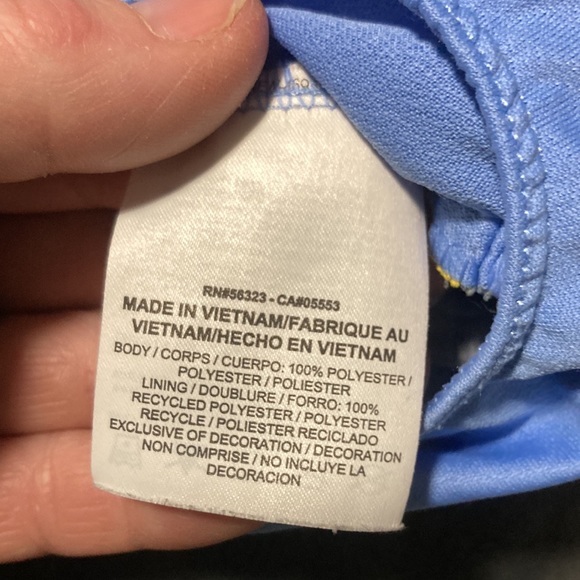 RN#56323 - CA#05553
MADE IN VIETNAM/FABRIQUE AU
VIETNAM/HECHO EN VIETNAM
BODY / CORPS / CUERPO: 100% POLYESTER /
POLYESTER / POLIESTER
LINING / DOUBLURE / FORRO: 100%
RECYCLED POLYESTER / POLYESTER
RECYCLE / POLIESTER RECICLADO
EXCLUSIVE OF DECORATION / DECORATION
NON COMPRISE / NO INCLUYE LA
DECORACION